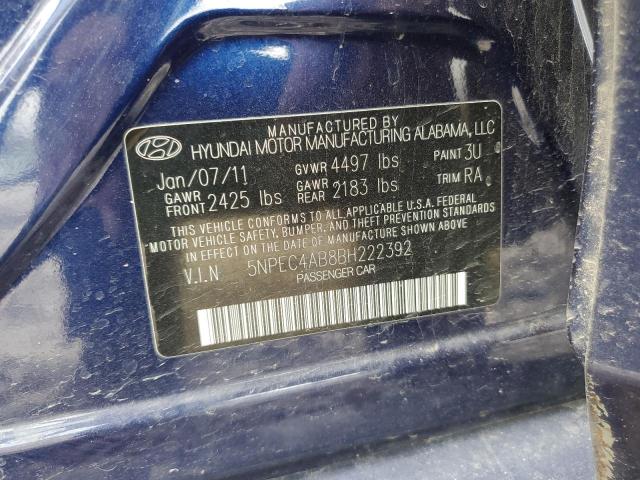 MANUFACTURED BY
HYUNDAI MOTOR MANUFACTURING ALABAMA, LLC
Jan/07/11 GVWR 4497 lbs PAINT 3U
GAWR FRONT 2425 lbs GAWR REAR 2183 lbs TRIM RA
THIS VEHICLE CONFORMS TO ALL APPLICABLE U.S.A. FEDERAL
MOTOR VEHICLE SAFETY, BUMPER, AND THEFT PREVENTION STANDARDS
IN EFFECT ON THE DATE OF MANUFACTURE SHOWN ABOVE.
V.I.N 5NPEC4AB8BH222392
PASSENGER CAR